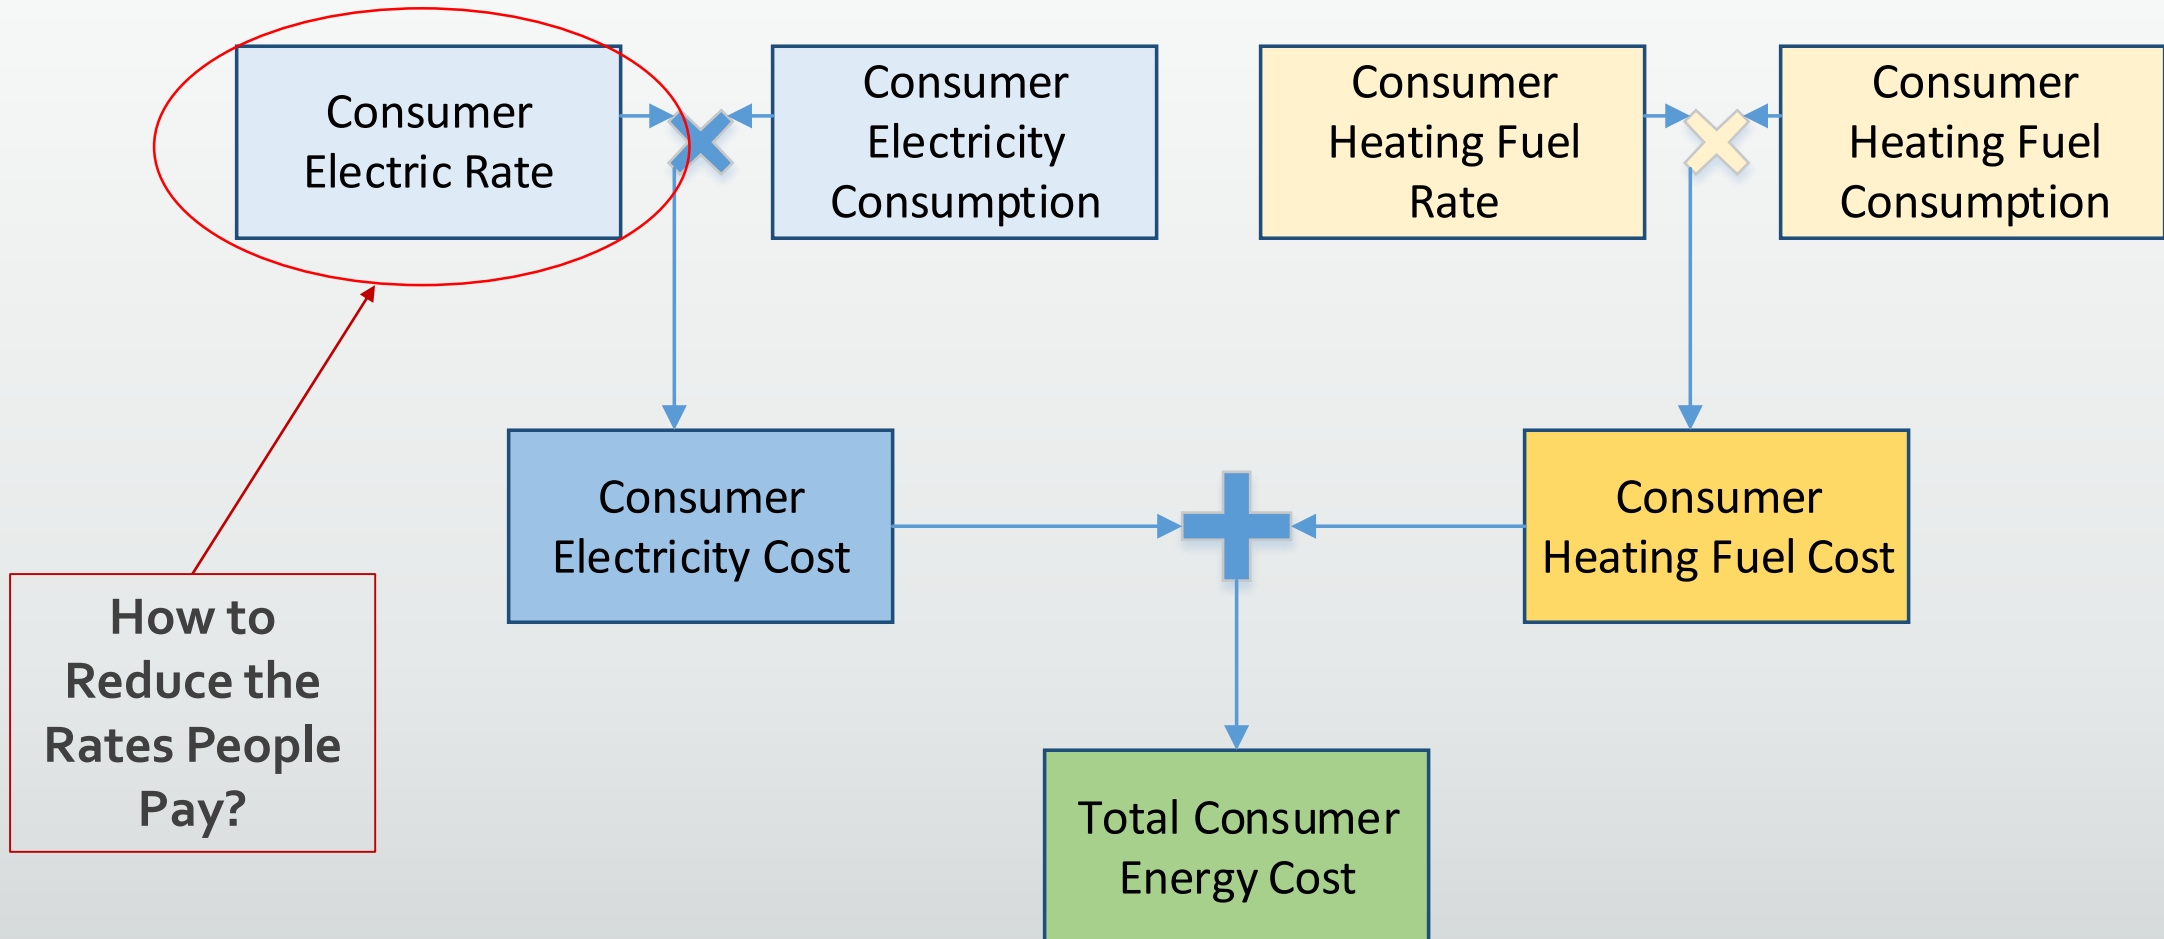 Consumer
Electric Rate
Consumer
Electricity
Consumption
Consumer
Heating Fuel
Rate
Consumer
Heating Fuel
Consumption
Consumer
Electricity Cost
Consumer
Heating Fuel Cost
How to
Reduce the
Rates People
Pay?
Total Consumer
Energy Cost